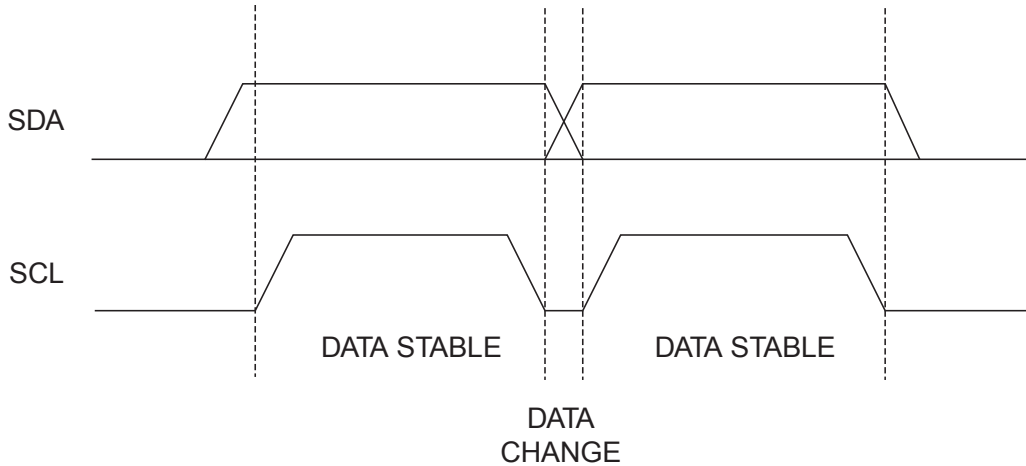 SDA
SCL
DATA STABLE
DATA STABLE
DATA
CHANGE